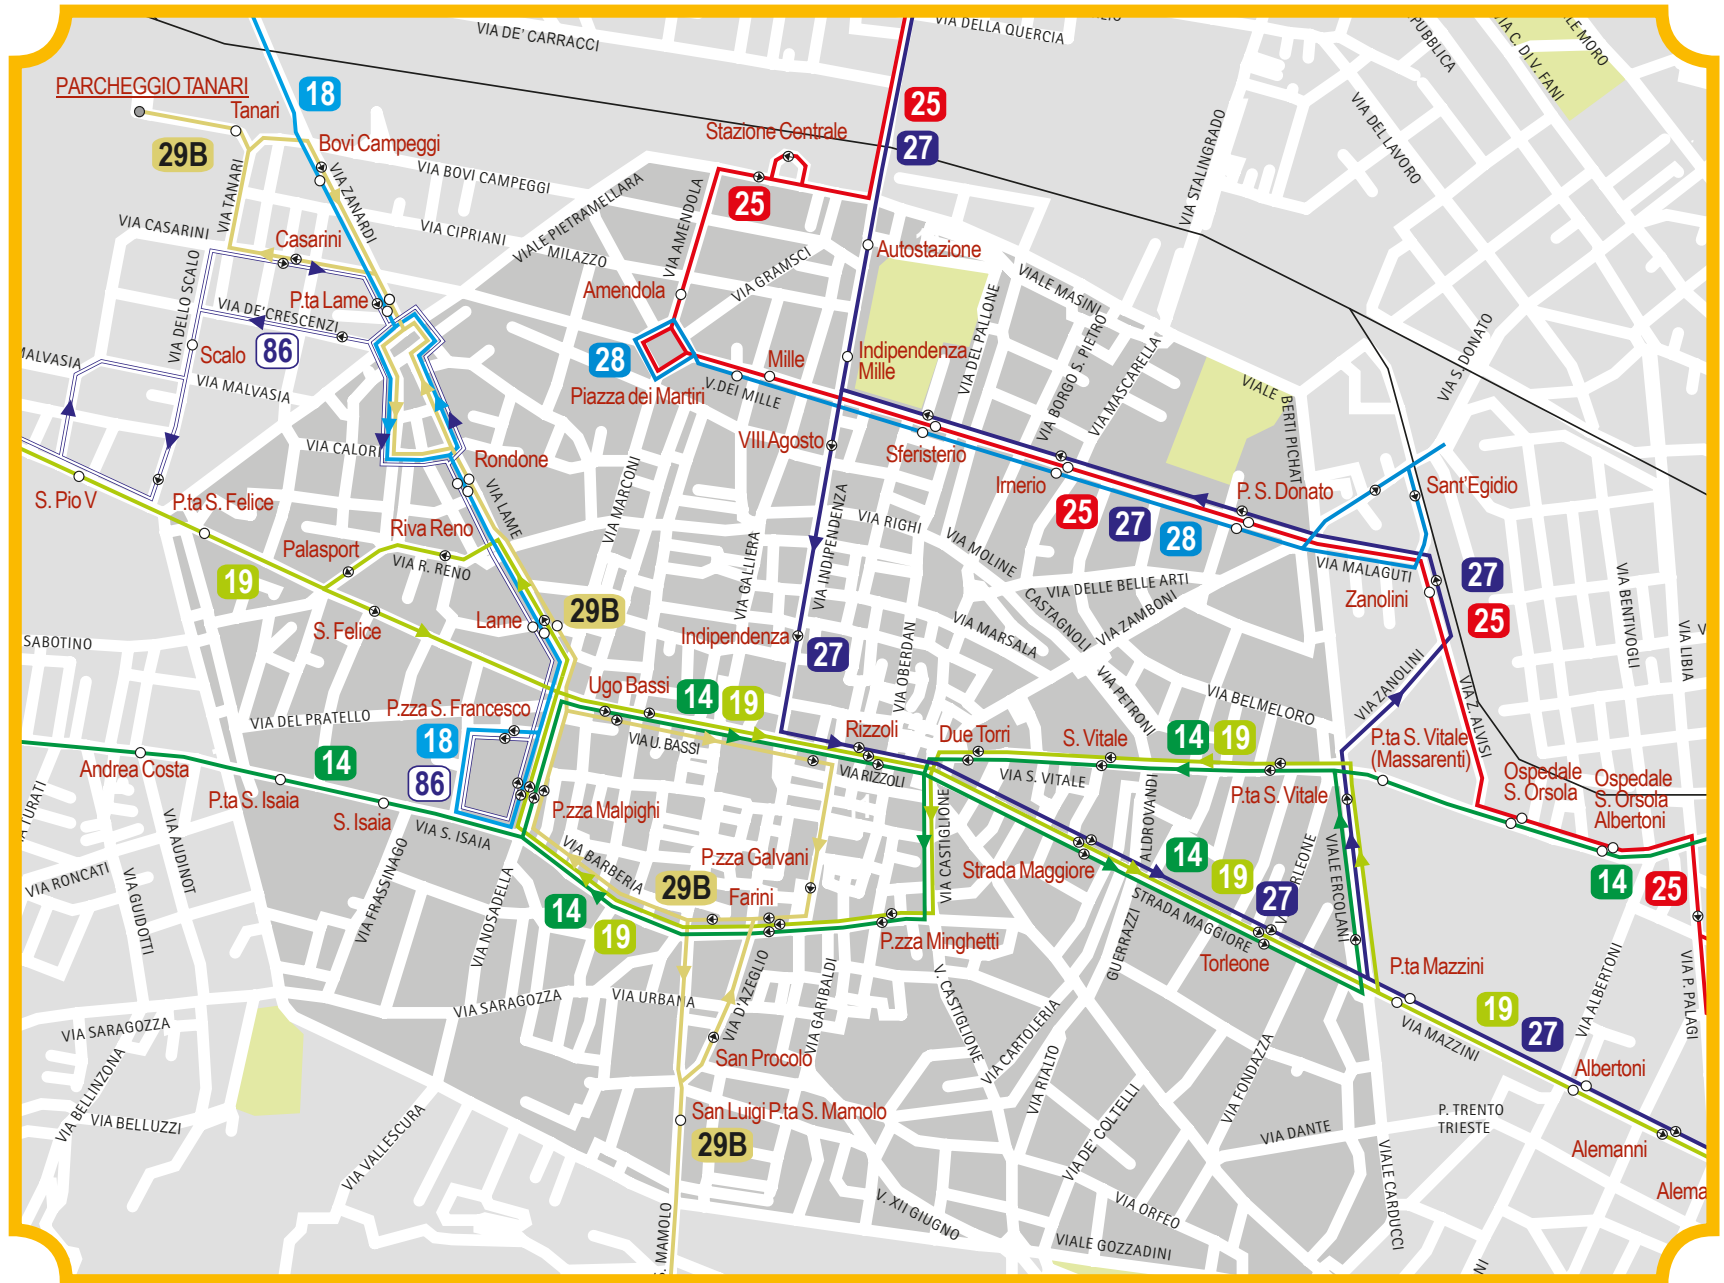 VIA DE' CARRACCI
VIA DELLA QUERCIA
VIA C. DI V. FANI
PARCHEGGIO TANARI
Tanari
18
25
27
29B
Bovi Campeggi
Stazione Centrale
VIA BOVI CAMPEGGI
VIA ZANARDI
VIA TANARI
VIA STALINGRADO
VIA DEL LAVORO
25
VIA CASARINI
VIA CIPRIANI
VIALE PIETRAMELLARA
VIA AMENDOLA
MILAZZO
VIA GRAMSCI
Casarini
Autostazione
VIALE MASINI
P.ta Lame
Amendola
VIA DELLO SCALO
VIA DE'CRESCENZI
VIA DEL PALLONE
VIA BORGO S. PIETRO
VIA MASCARELLA
VIA S.DONATO
Scalo
86
28
Mille
Indipendenza
Mille
MALVASIA
VIA MALVASIA
Piazza dei Martiri
V.DEI MILLE
VIALE
BERTI PICHAT
VIA CALORI
Rondone
VIII Agosto
Sferisterio
Irnerio
P. S. Donato
Sant'Egidio
S. Pio V
P.ta S. Felice
VIA LAME
VIA MARCONI
VIA INDIPENDENZA
VIA RIGHI
25
27
28
Riva Reno
Palasport
VIA R. RENO
VIA GALLIERA
VIA MOLINE
VIA MALAGUTI
27
VIA DELLE BELLE ARTI
Zanolini
25
VIA BENTIVOGLI
19
S. Felice
Lame
29B
VIA MARSALA
CASTAGNOLI
VIA ZAMBONI
VIA LIBIA
SABOTINO
Indipendenza
27
VIA OBERDAN
VIA PETRONI
VIA ZANOLINI
VIA Z. ALVISI
Ugo Bassi
14
19
VIA BELMELORO
VIA DEL PRATELLO
P.zza S. Francesco
18
VIA U. BASSI
Rizzoli
Due Torri
S. Vitale
14
19
P.ta S. Vitale
(Massarenti)
Andrea Costa
14
86
VIA RIZZOLI
VIA S. VITALE
P.ta S. Isaia
S. Isaia
VIA S. ISAIA
P.zza Malpighi
P.ta S. Vitale
Ospedale
S. Orsola
Ospedale
S. Orsola
Albertoni
VIA AUDINOT
VIA FRASSINAGO
VIA BARBERIA
P.zza Galvani
VIA CASTIGLIONE
Strada Maggiore
ALDROVANDI
14
19
27
VIALE ERCOLANI
14
25
VIA RONCATI
VIA GUIDOTTI
VIA NOSADELLA
29B
Farini
14
19
P.zza Minghetti
STRADA MAGGIORE
Torleone
GUERRAZZI
P.ta Mazzini
VIA SARAGOZZA
VIA SARAGOZZA
VIA URBANA
VIA D'AZEGLIO
VIA GARIBALDI
V. CASTIGLIONE
VIA CARTOLERIA
19
27
VIA MAZZINI
VIA ALBERTONI
VIA P. PALAGI
San Procolo
VIA BELLINZONA
VIA RIALTO
VIA FONDAZZA
Albertoni
San Luigi P.ta S. Mamolo
29B
VIA BELLUZZI
VIA VALLESCURA
VIA DE' COLTELLI
VIA DANTE
P. TRENTO
TRIESTE
Alemanni
VIALE CARDUCCI
V. XII GIUGNO
VIA ORFEO
VIALE GOZZADINI
S. MAMOLO
Alema